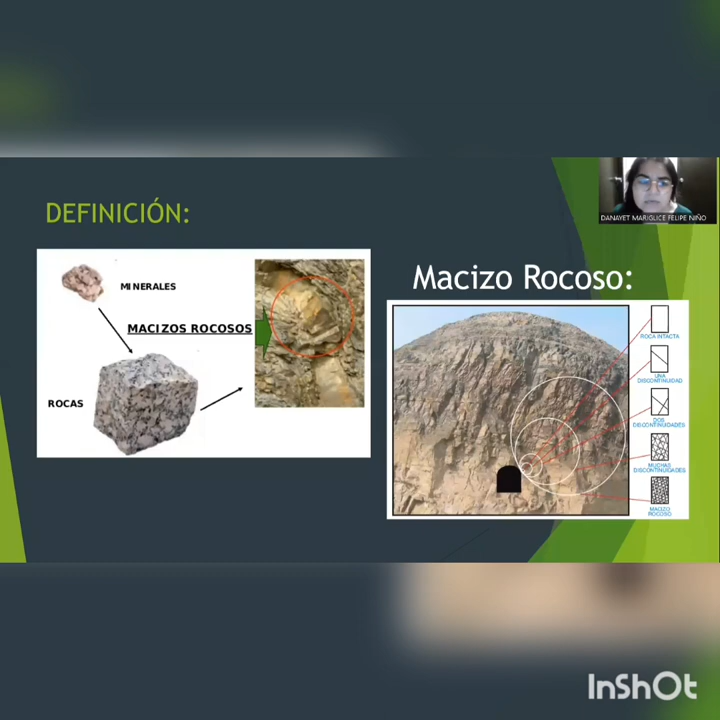 DEFINICIÓN:
MINERALES
MACIZOS ROCOSOS
ROCAS
DANAYET MARIGLICE FELIPE NIÑO
Macizo Rocoso:
ROCA INTACTA
UNA
DISCONTINUIDAD
DOS
DISCONTINUIDADES
MUCHAS
DISCONTINUIDADES
MACIZO
ROCOSO
InShOt